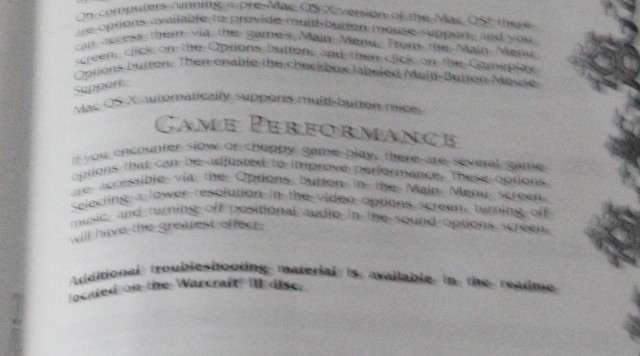 On computers running a pre-Mac OS X version of the Mac OS, there
are options available to provide multi-button mouse support, and you
can access them via the game's Main Menu. From the Main Menu
screen, click on the Options button, and then click on the Gameplay
Options button. Then enable the checkbox labeled Multi-Button Mouse
Support.
Mac OS X automatically supports multi-button mice.
GAME PERFORMANCE
If you encounter slow or choppy game play, there are several game
options that can be adjusted to improve performance. These options
are accessible via the Options button in the Main Menu screen.
Selecting a lower resolution in the video options screen, turning off
music, and turning off positional audio in the sound options screen,
will have the greatest effect.
Additional troubleshooting material is available in the readme
located on the Warcraft III disc.